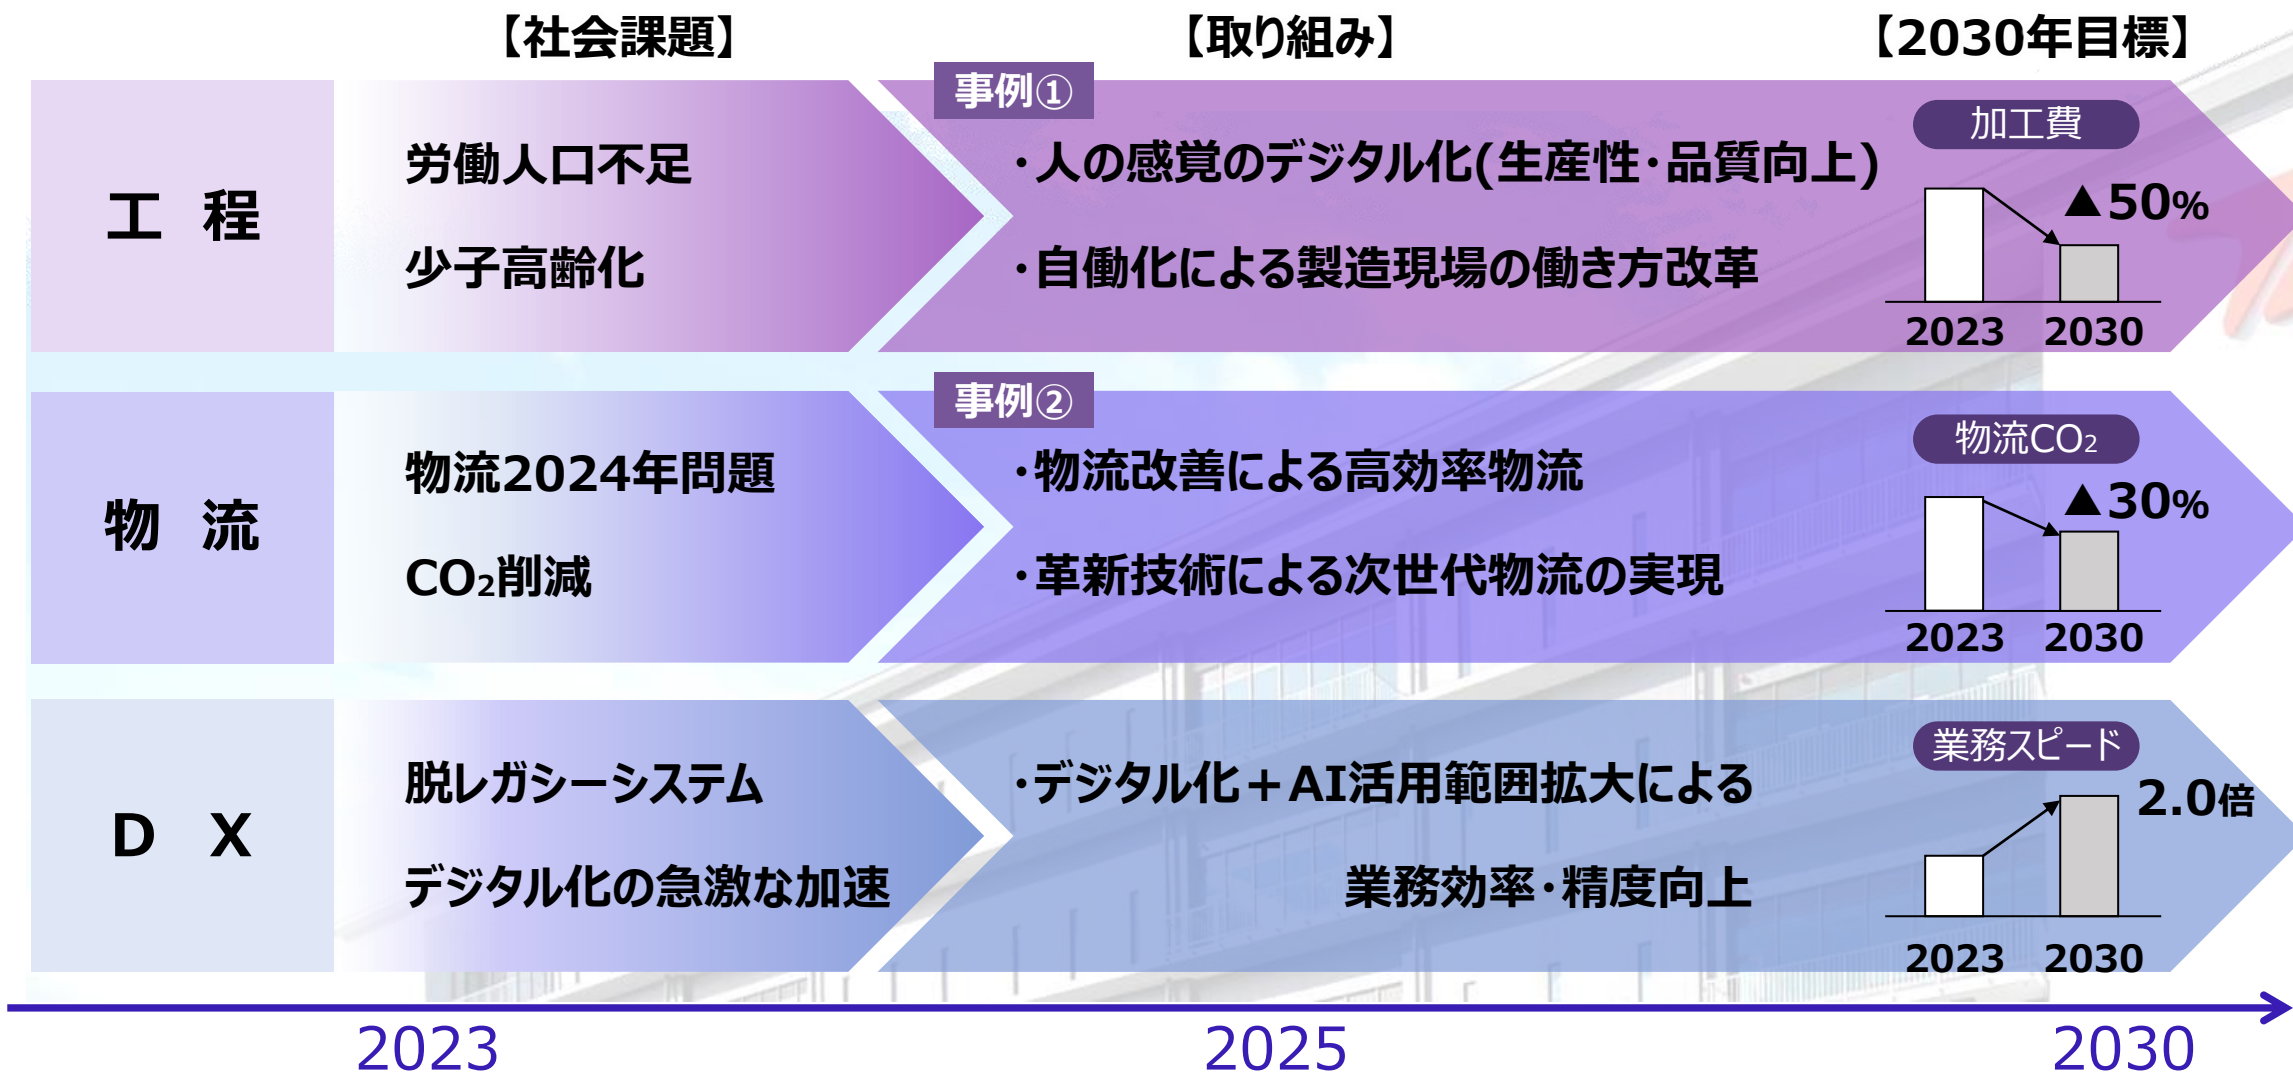 【社会課題】
【取り組み】
【2030年目標】
工 程
労働人口不足
少子高齢化
事例①
・人の感覚のデジタル化(生産性・品質向上)
・自働化による製造現場の働き方改革
加工費
▲50%
2023 2030
物 流
物流2024年問題
CO₂削減
事例②
・物流改善による高効率物流
・革新技術による次世代物流の実現
物流CO₂
▲30%
2023 2030
D X
脱レガシーシステム
デジタル化の急激な加速
・デジタル化＋AI活用範囲拡大による
業務効率・精度向上
業務スピード
2.0倍
2023 2030
2023
2025
2030